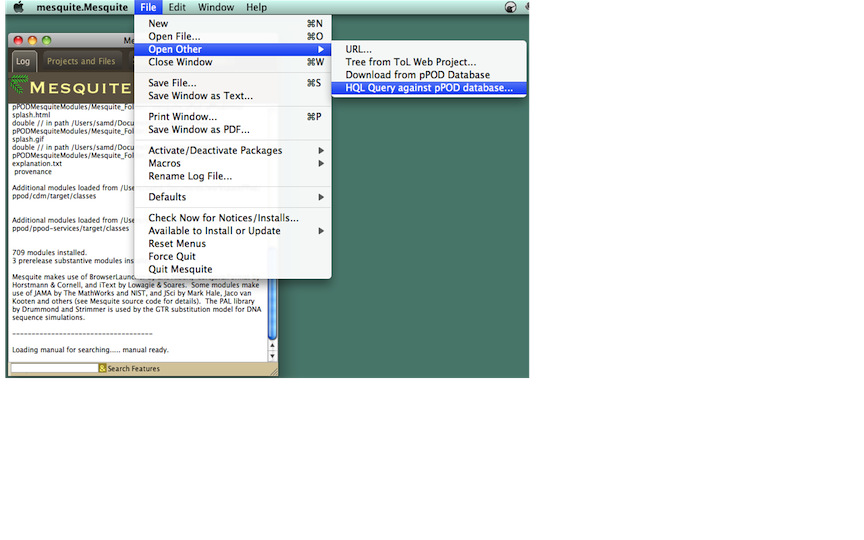 mesquite.Mesquite File Edit Window Help
New ⌘N
Open File... ⌘O
Open Other
Close Window ⌘W
Save File... ⌘S
Save Window as Text...
Print Window... ⌘P
Save Window as PDF...
Activate/Deactivate Packages
Macros
Rename Log File...
Defaults
Check Now for Notices/Installs...
Available to Install or Update
Reset Menus
Force Quit
Quit Mesquite
URL...
Tree from ToL Web Project...
Download from pPOD Database
HQL Query against pPOD database...
Me
Log Projects and Files
MESQUITE
pPODMesquiteModules/Mesquite_Fol
splash.html
double // in path /Users/samd/Docu
pPODMesquiteModules/Mesquite_Fol
splash.gif
double // in path /Users/samd/Docu
pPODMesquiteModules/Mesquite_Fol
explanation.txt
provenance
Additional modules loaded from /Use
ppod/cdm/target/classes
Additional modules loaded from /Use
ppod/ppod-services/target/classes
709 modules installed.
3 prerelease substantive modules ins
Mesquite makes use of BrowserLaunc
Horstmann & Cornell, and iText by Lowagie & Soares. Some modules make
use of JAMA by The MathWorks and NIST, and JSci by Mark Hale, Jaco van
Kooten and others (see Mesquite source code for details). The PAL library
by Drummond and Strimmer is used by the GTR substitution model for DNA
sequence simulations.
------------------------------------
Loading manual for searching..... manual ready.
& Search Features